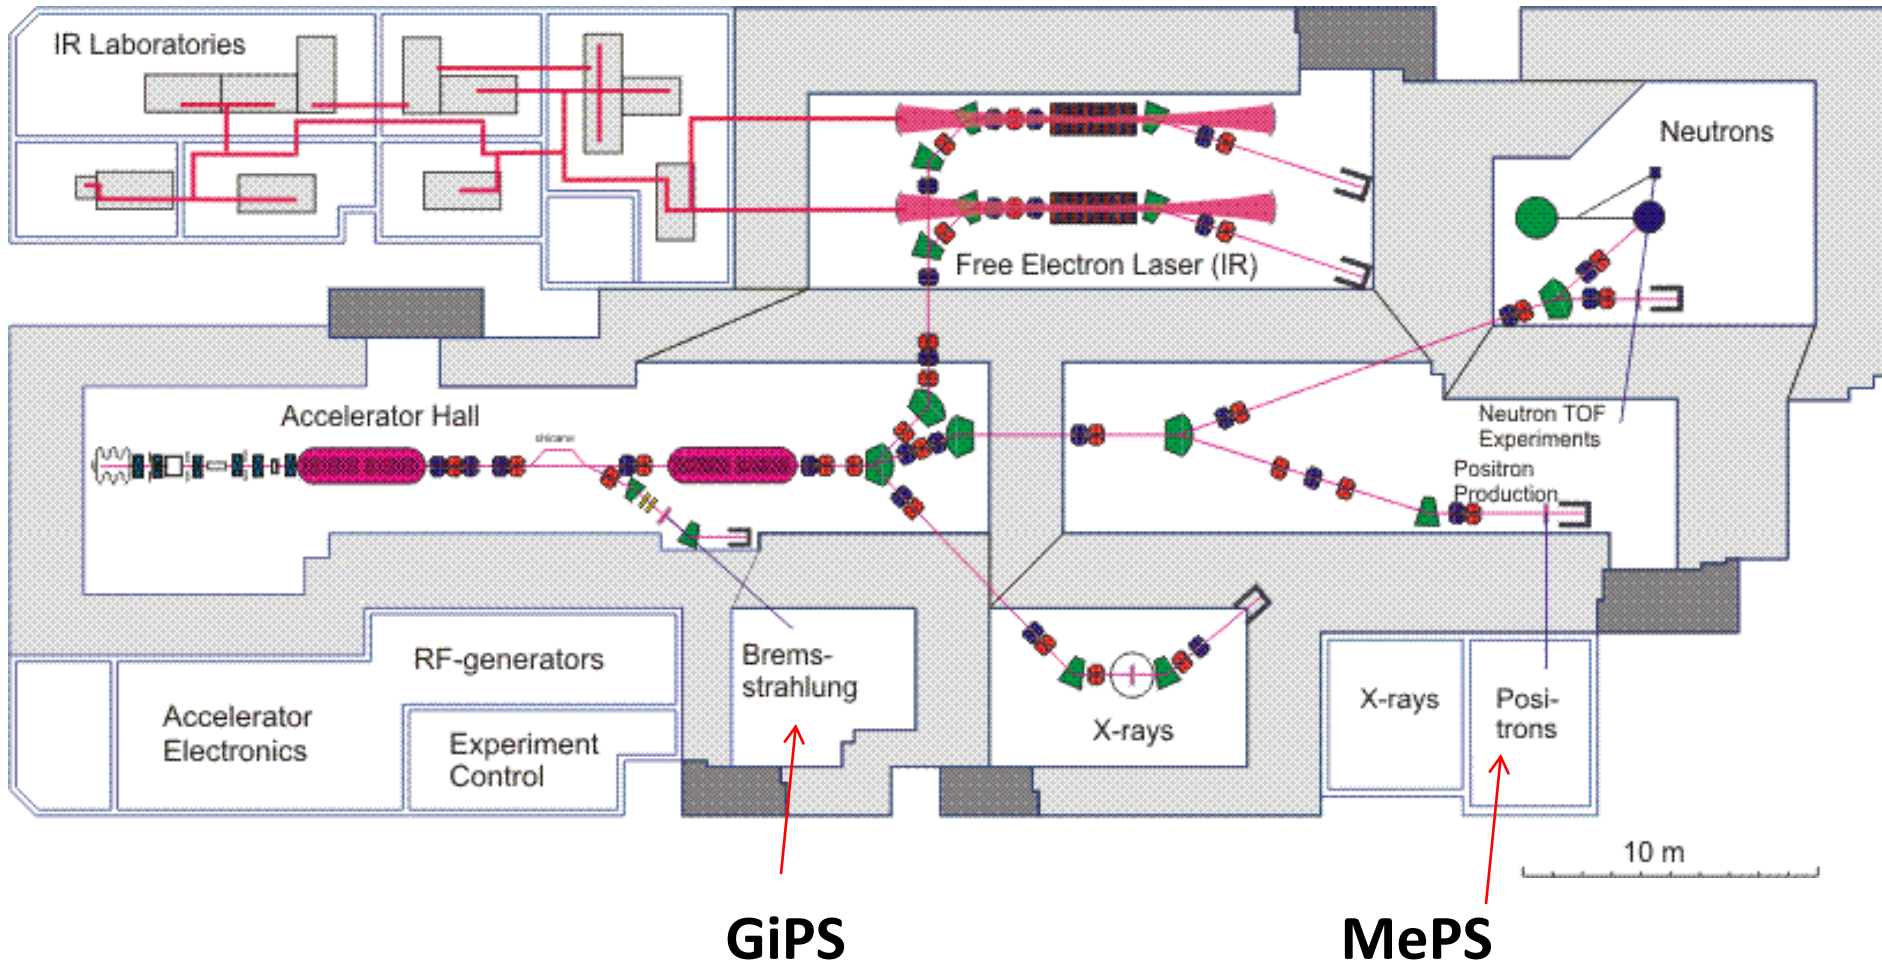 IR Laboratories
Neutrons
Free Electron Laser (IR)
Accelerator Hall
chicane
Neutron TOF
Experiments
Positron
Production
RF-generators
Brems-
strahlung
Accelerator
Electronics
Experiment
Control
X-rays
X-rays
Posi-
trons
10 m
GiPS
MePS